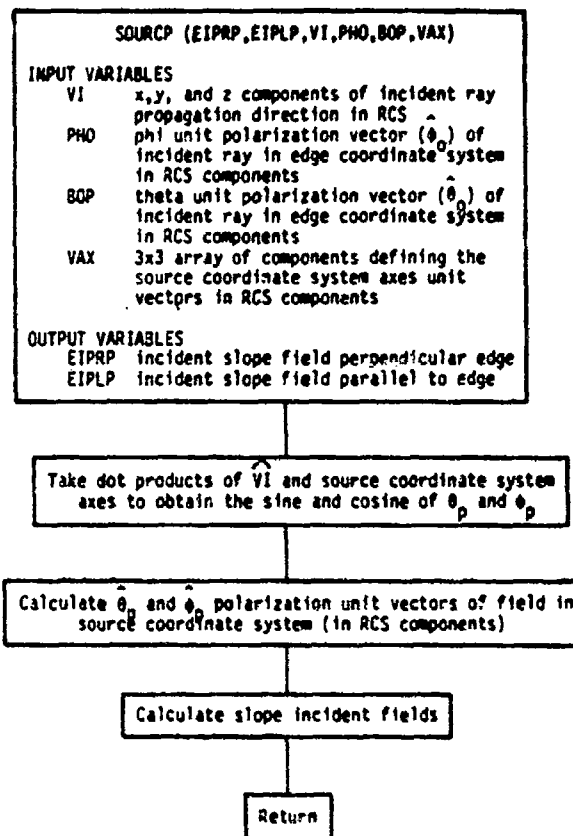 SOURCP (EIPRP,EIPLP,VI,PHO,BOP,VAX)
INPUT VARIABLES
VI x,y, and z components of incident ray
propagation direction in RCS
PHO phi unit polarization vector (ϕ̂o) of
incident ray in edge coordinate system
in RCS components
BOP theta unit polarization vector (θ̂o) of
incident ray in edge coordinate system
in RCS components
VAX 3x3 array of components defining the
source coordinate system axes unit
vectors in RCS components
OUTPUT VARIABLES
EIPRP incident slope field perpendicular edge
EIPLP incident slope field parallel to edge
Take dot products of V̂I and source coordinate system
axes to obtain the sine and cosine of θp and ϕp
Calculate θ̂p and ϕ̂p polarization unit vectors of field in
source coordinate system (in RCS components)
Calculate slope incident fields
Return